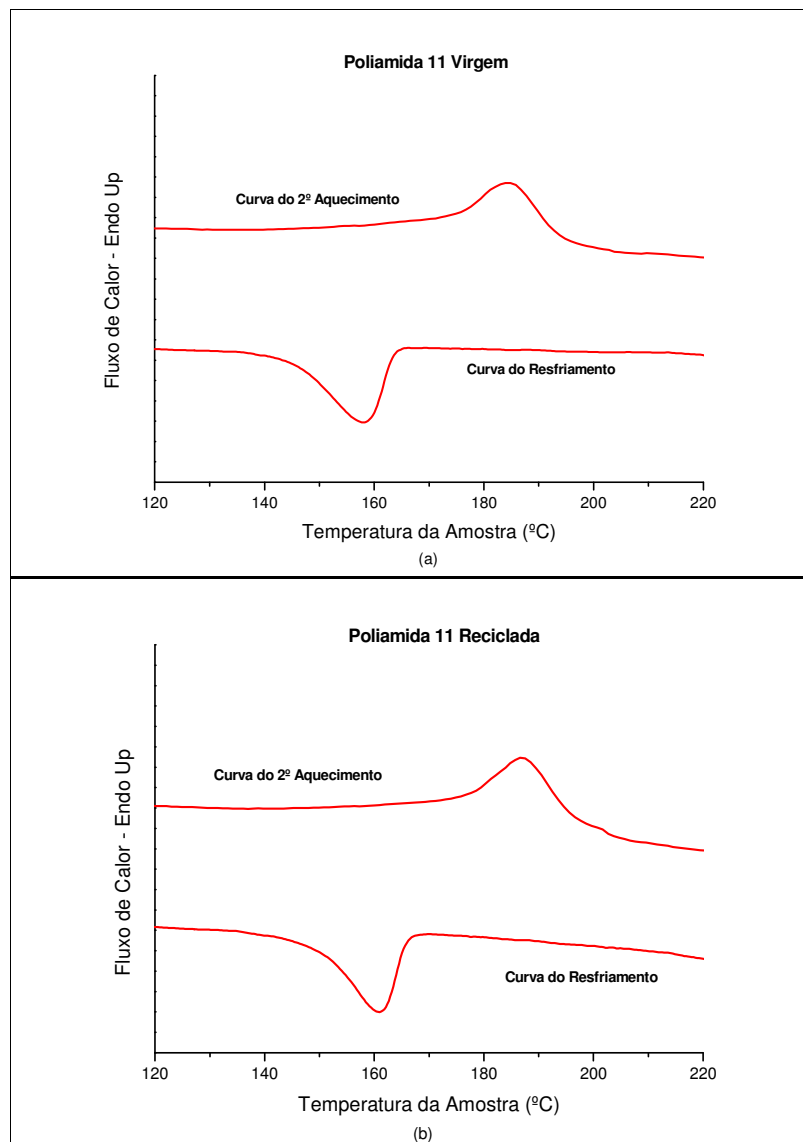 Poliamida 11 Virgem
Fluxo de Calor - Endo Up
Curva do 2º Aquecimento
Curva do Resfriamento
120 140 160 180 200 220
Temperatura da Amostra (ºC)
(a)
Poliamida 11 Reciclada
Fluxo de Calor - Endo Up
Curva do 2º Aquecimento
Curva do Resfriamento
120 140 160 180 200 220
Temperatura da Amostra (ºC)
(b)